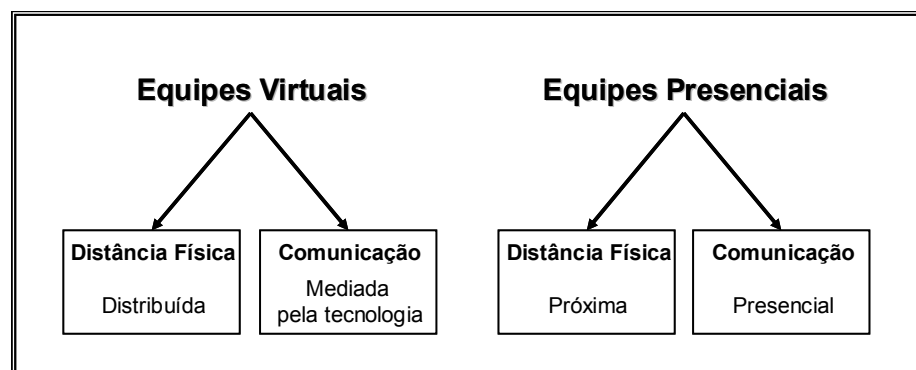 Equipes Virtuais
Equipes Presenciais
Distância Física
Distribuída
Comunicação
Mediada
pela tecnologia
Distância Física
Próxima
Comunicação
Presencial